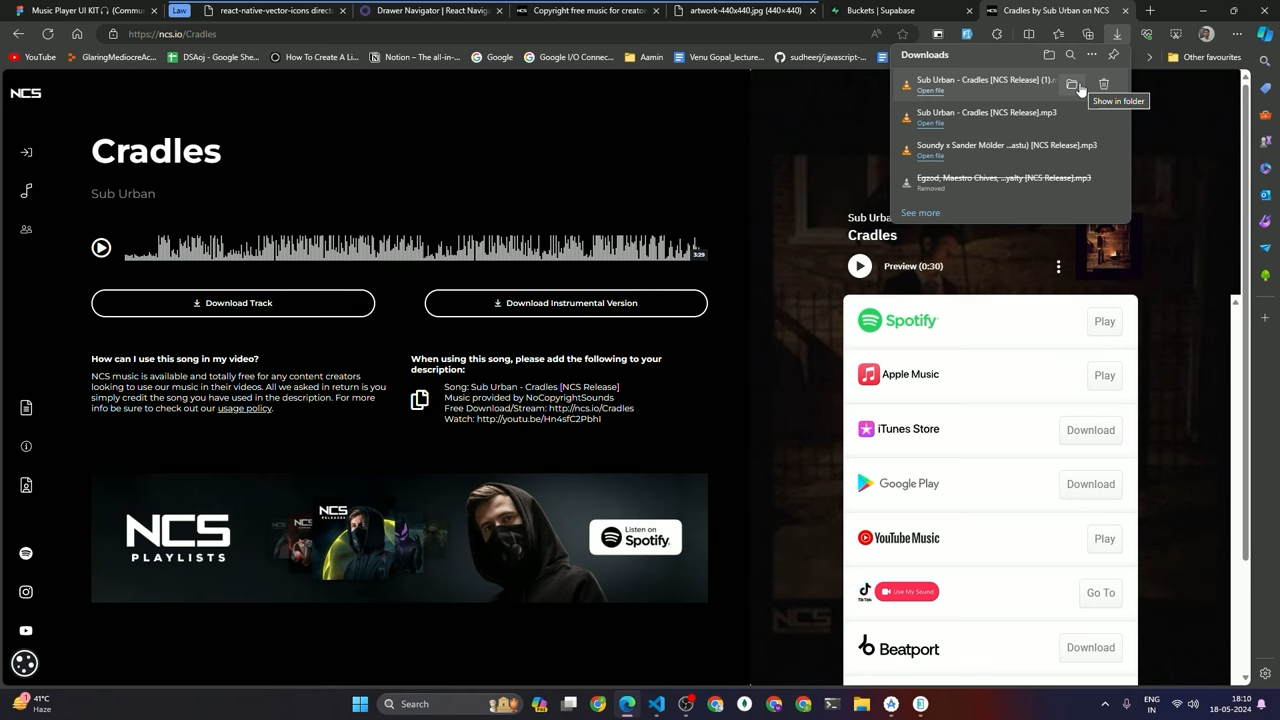 Music Player UI KIT🎧 (Commun
Law
react-native-vector-icons direct
Drawer Navigator | React Naviga
Copyright free music for creator
artwork-440x440.jpg (440×440)
Buckets | Supabase
Cradles by Sub Urban on NCS
https://ncs.io/Cradles
YouTube
GlaringMediocreAc...
DSAoj - Google She...
How To Create A Lo...
Notion – The all-in-...
Google
Google I/O Connec...
Aamin
Venu Gopal_lecture...
sudheerj/javascript-...
Other favourites
Downloads
Sub Urban - Cradles [NCS Release] (1).
Open file
Show in folder
Sub Urban - Cradles [NCS Release].mp3
Open file
Soundy x Sander Mölder ...astu) [NCS Release].mp3
Open file
Egzod, Maestro Chives, ...yalty [NCS Release].mp3
Removed
See more
NCS
Cradles
Sub Urban
3:29
Download Track
Download Instrumental Version
How can I use this song in my video?
NCS music is available and totally free for any content creators
looking to use our music in their videos. All we asked in return is you
simply credit the song you have used in the description. For more
info be sure to check out our usage policy.
When using this song, please add the following to your
description:
Song: Sub Urban - Cradles [NCS Release]
Music provided by NoCopyrightSounds
Free Download/Stream: http://ncs.io/Cradles
Watch: http://youtu.be/Hn4sfC2PbhI
NCS
PLAYLISTS
NCS
Listen on
Spotify
Sub Urba
Cradles
Preview (0:30)
Spotify
Play
Apple Music
Play
iTunes Store
Download
Google Play
Download
YouTube Music
Play
TikTok
Use My Sound
Go To
Beatport
Download
NCS
41°C
Haze
Search
ENG
IN
18:10
18-05-2024